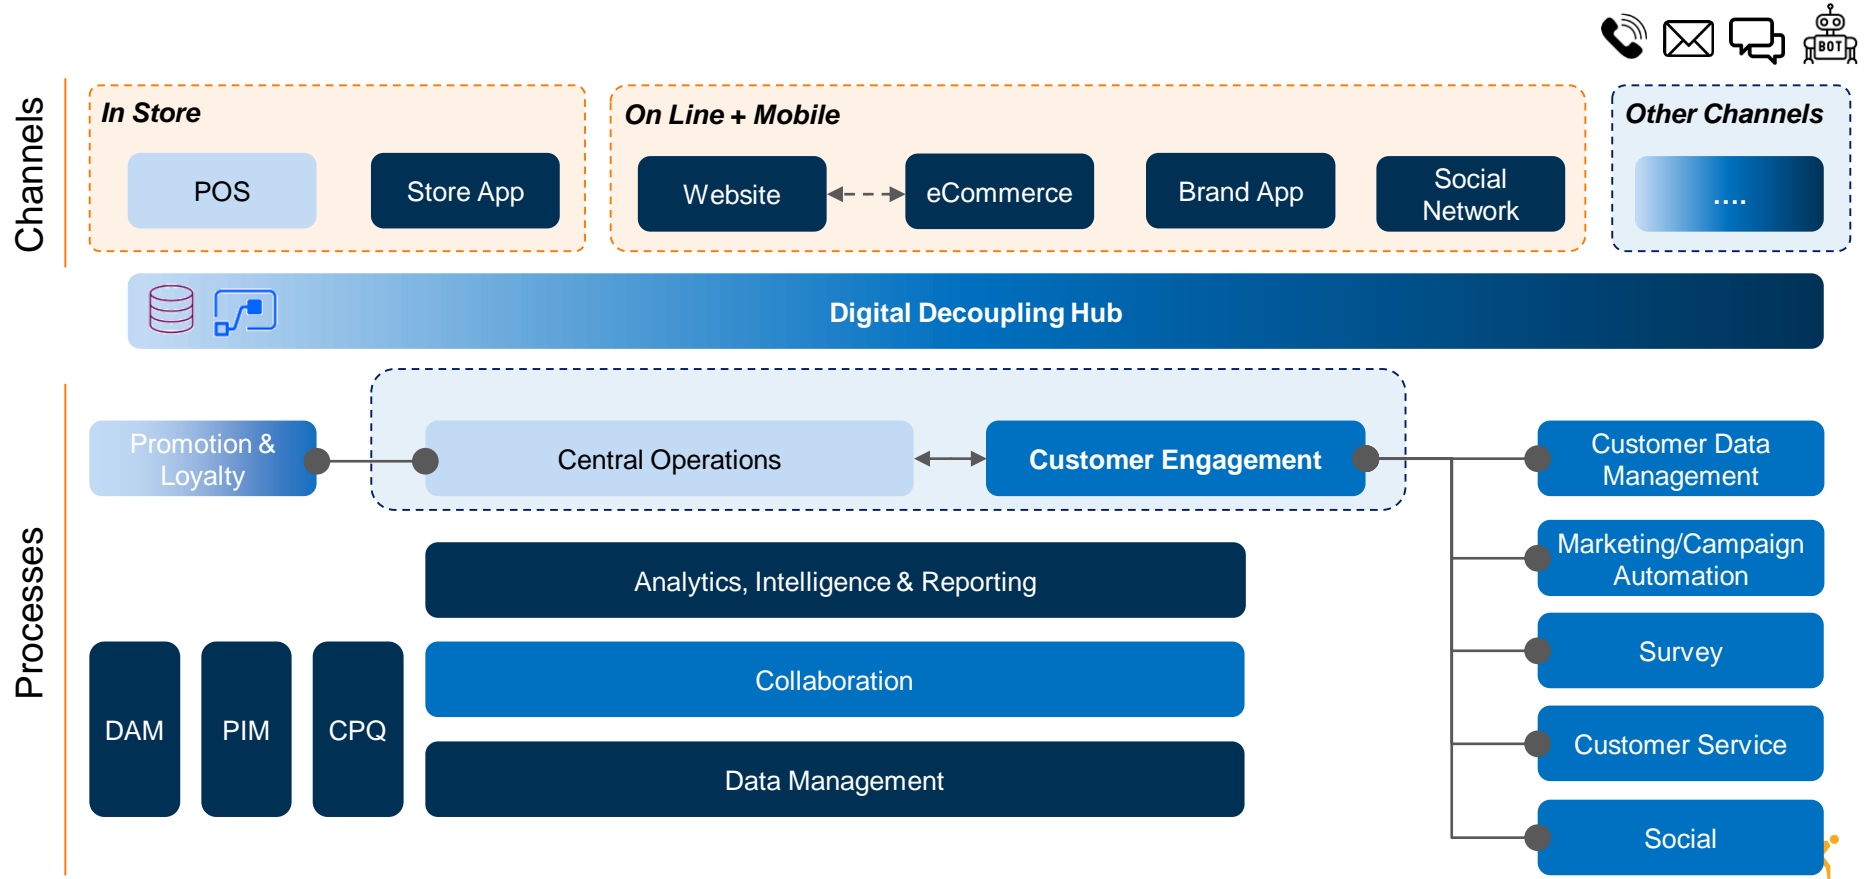 BOT
Channels
In Store
POS
Store App
On Line + Mobile
Website
eCommerce
Brand App
Social
Network
Other Channels
....
Digital Decoupling Hub
Processes
Promotion &
Loyalty
Central Operations
Customer Engagement
Customer Data
Management
Marketing/Campaign
Automation
Survey
Customer Service
Social
Analytics, Intelligence & Reporting
Collaboration
Data Management
DAM
PIM
CPQ